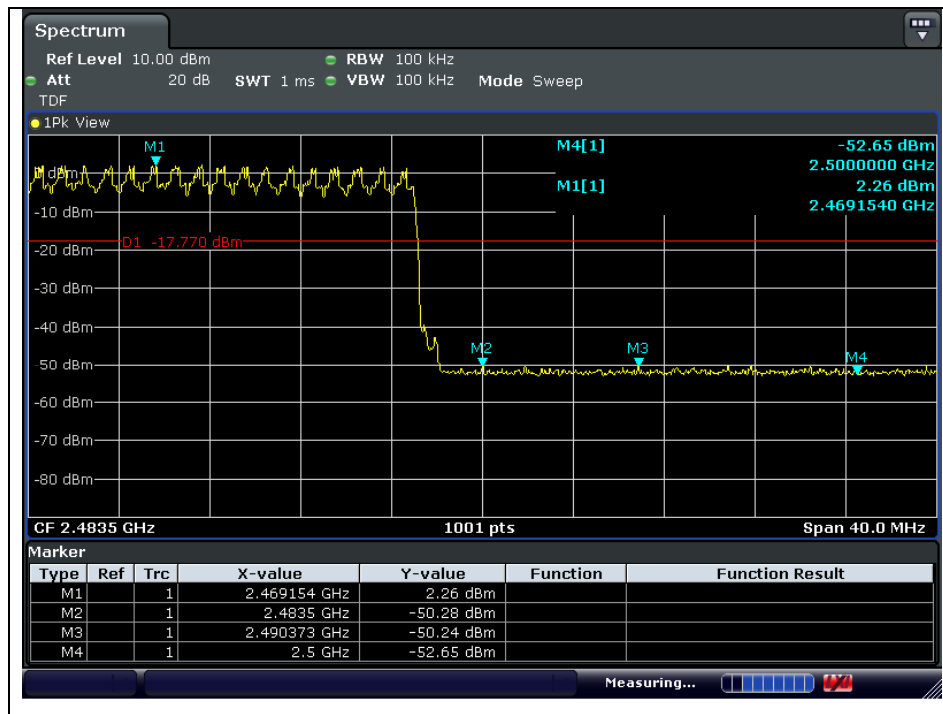 Spectrum
Ref Level 10.00 dBm RBW 100 kHz
Att 20 dB SWT 1 ms VBW 100 kHz Mode Sweep
TDF
1Pk View
M1 M4[1] -52.65 dBm
2.5000000 GHz
0 dBm M1[1] 2.26 dBm
2.4691540 GHz
-10 dBm
D1 -17.770 dBm
-20 dBm
-30 dBm
-40 dBm
M2 M3 M4
-50 dBm
-60 dBm
-70 dBm
-80 dBm
CF 2.4835 GHz 1001 pts Span 40.0 MHz
Marker
Type Ref Trc X-value Y-value Function Function Result
M1 1 2.469154 GHz 2.26 dBm
M2 1 2.4835 GHz -50.28 dBm
M3 1 2.490373 GHz -50.24 dBm
M4 1 2.5 GHz -52.65 dBm
Measuring...